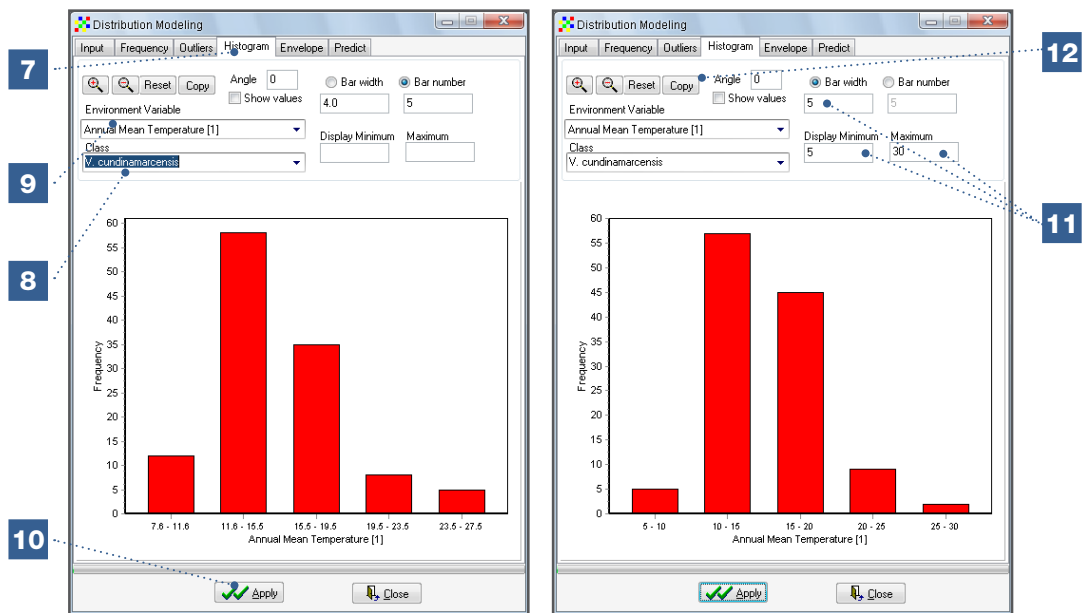 Distribution Modeling
Input Frequency Outliers Histogram Envelope Predict
Reset Copy
Angle 0
Show values
Bar width Bar number
4.0 5
Environment Variable
Annual Mean Temperature [1]
Class
V. cundinamarcensis
Display Minimum Maximum
60
55
50
45
40
35
30
25
20
15
10
5
0
Frequency
7.6 - 11.6 11.6 - 15.5 15.5 - 19.5 19.5 - 23.5 23.5 - 27.5
Annual Mean Temperature [1]
Apply Close
7
9
8
10
Distribution Modeling
Input Frequency Outliers Histogram Envelope Predict
Reset Copy
Angle 0
Show values
Bar width Bar number
5 5
Environment Variable
Annual Mean Temperature [1]
Class
V. cundinamarcensis
Display Minimum Maximum
5 30
60
55
50
45
40
35
30
25
20
15
10
5
0
Frequency
5 - 10 10 - 15 15 - 20 20 - 25 25 - 30
Annual Mean Temperature [1]
Apply Close
12
11